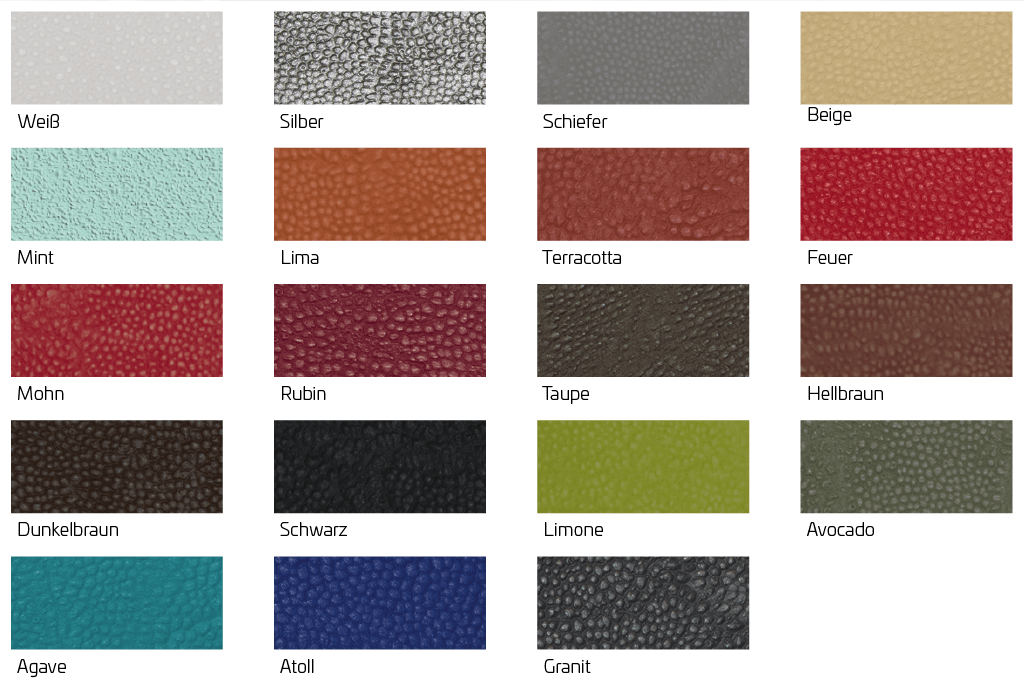 Weiß
Silber
Schiefer
Beige
Mint
Lima
Terracotta
Feuer
Mohn
Rubin
Taupe
Hellbraun
Dunkelbraun
Schwarz
Limone
Avocado
Agave
Atoll
Granit